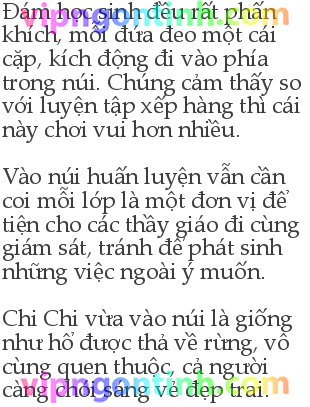 Đám học sinh đều rất phấn
khích, mỗi đứa đeo một cái
cặp, kích động đi vào phía
trong núi. Chúng cảm thấy so
với luyện tập xếp hàng thì cái
này chơi vui hơn nhiều.
Vào núi huấn luyện vẫn cần
coi mỗi lớp là một đơn vị để
tiện cho các thầy giáo đi cùng
giám sát, tránh để phát sinh
những việc ngoài ý muốn.
Chi Chi vừa vào núi là giống
như hổ được thả về rừng, vô
cùng quen thuộc, cả người
càng chói sáng vẻ đẹp trai.
vipngontinh.com
vipngontinh.com